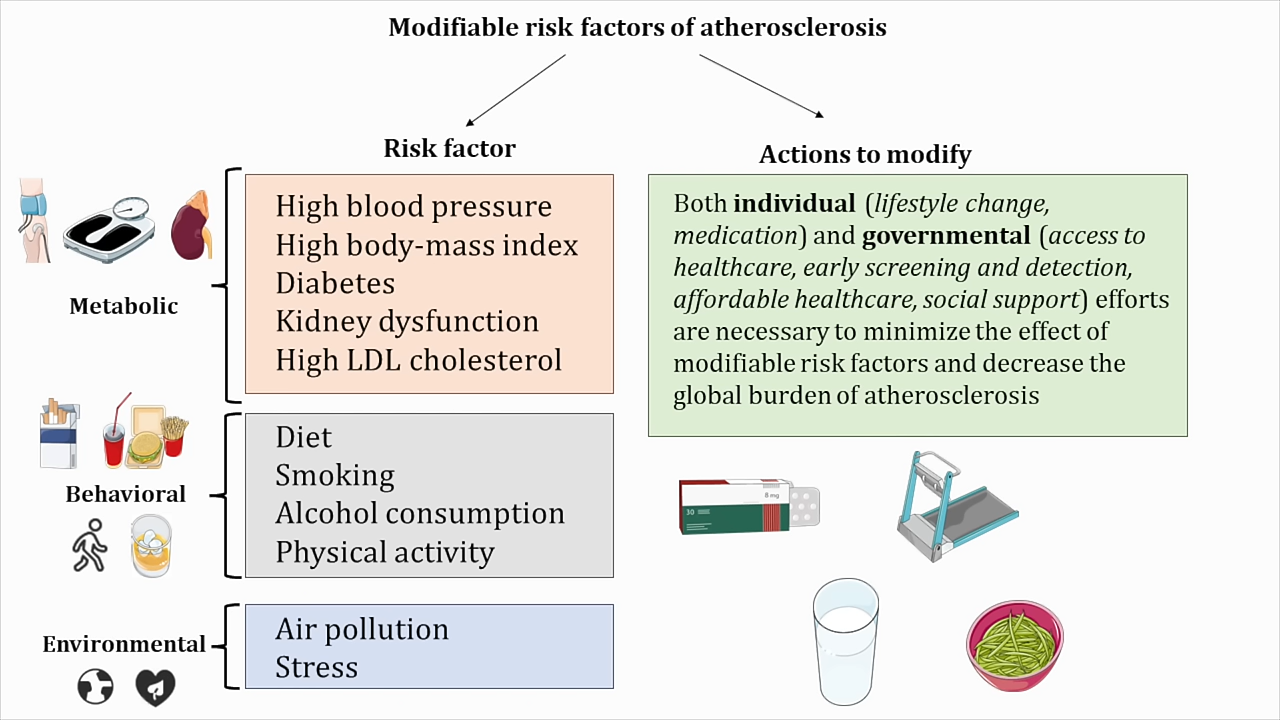 Modifiable risk factors of atherosclerosis
Risk factor
Actions to modify
Metabolic
High blood pressure
High body-mass index
Diabetes
Kidney dysfunction
High LDL cholesterol
Behavioral
Diet
Smoking
Alcohol consumption
Physical activity
Environmental
Air pollution
Stress
Both individual (lifestyle change,
medication) and governmental (access to
healthcare, early screening and detection,
affordable healthcare, social support) efforts
are necessary to minimize the effect of
modifiable risk factors and decrease the
global burden of atherosclerosis
8 mg
30